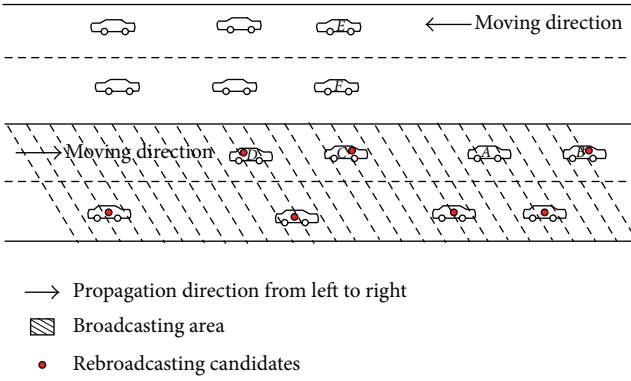 E
Moving direction
F
Moving direction
D
C
A
B
Propagation direction from left to right
Broadcasting area
Rebroadcasting candidates